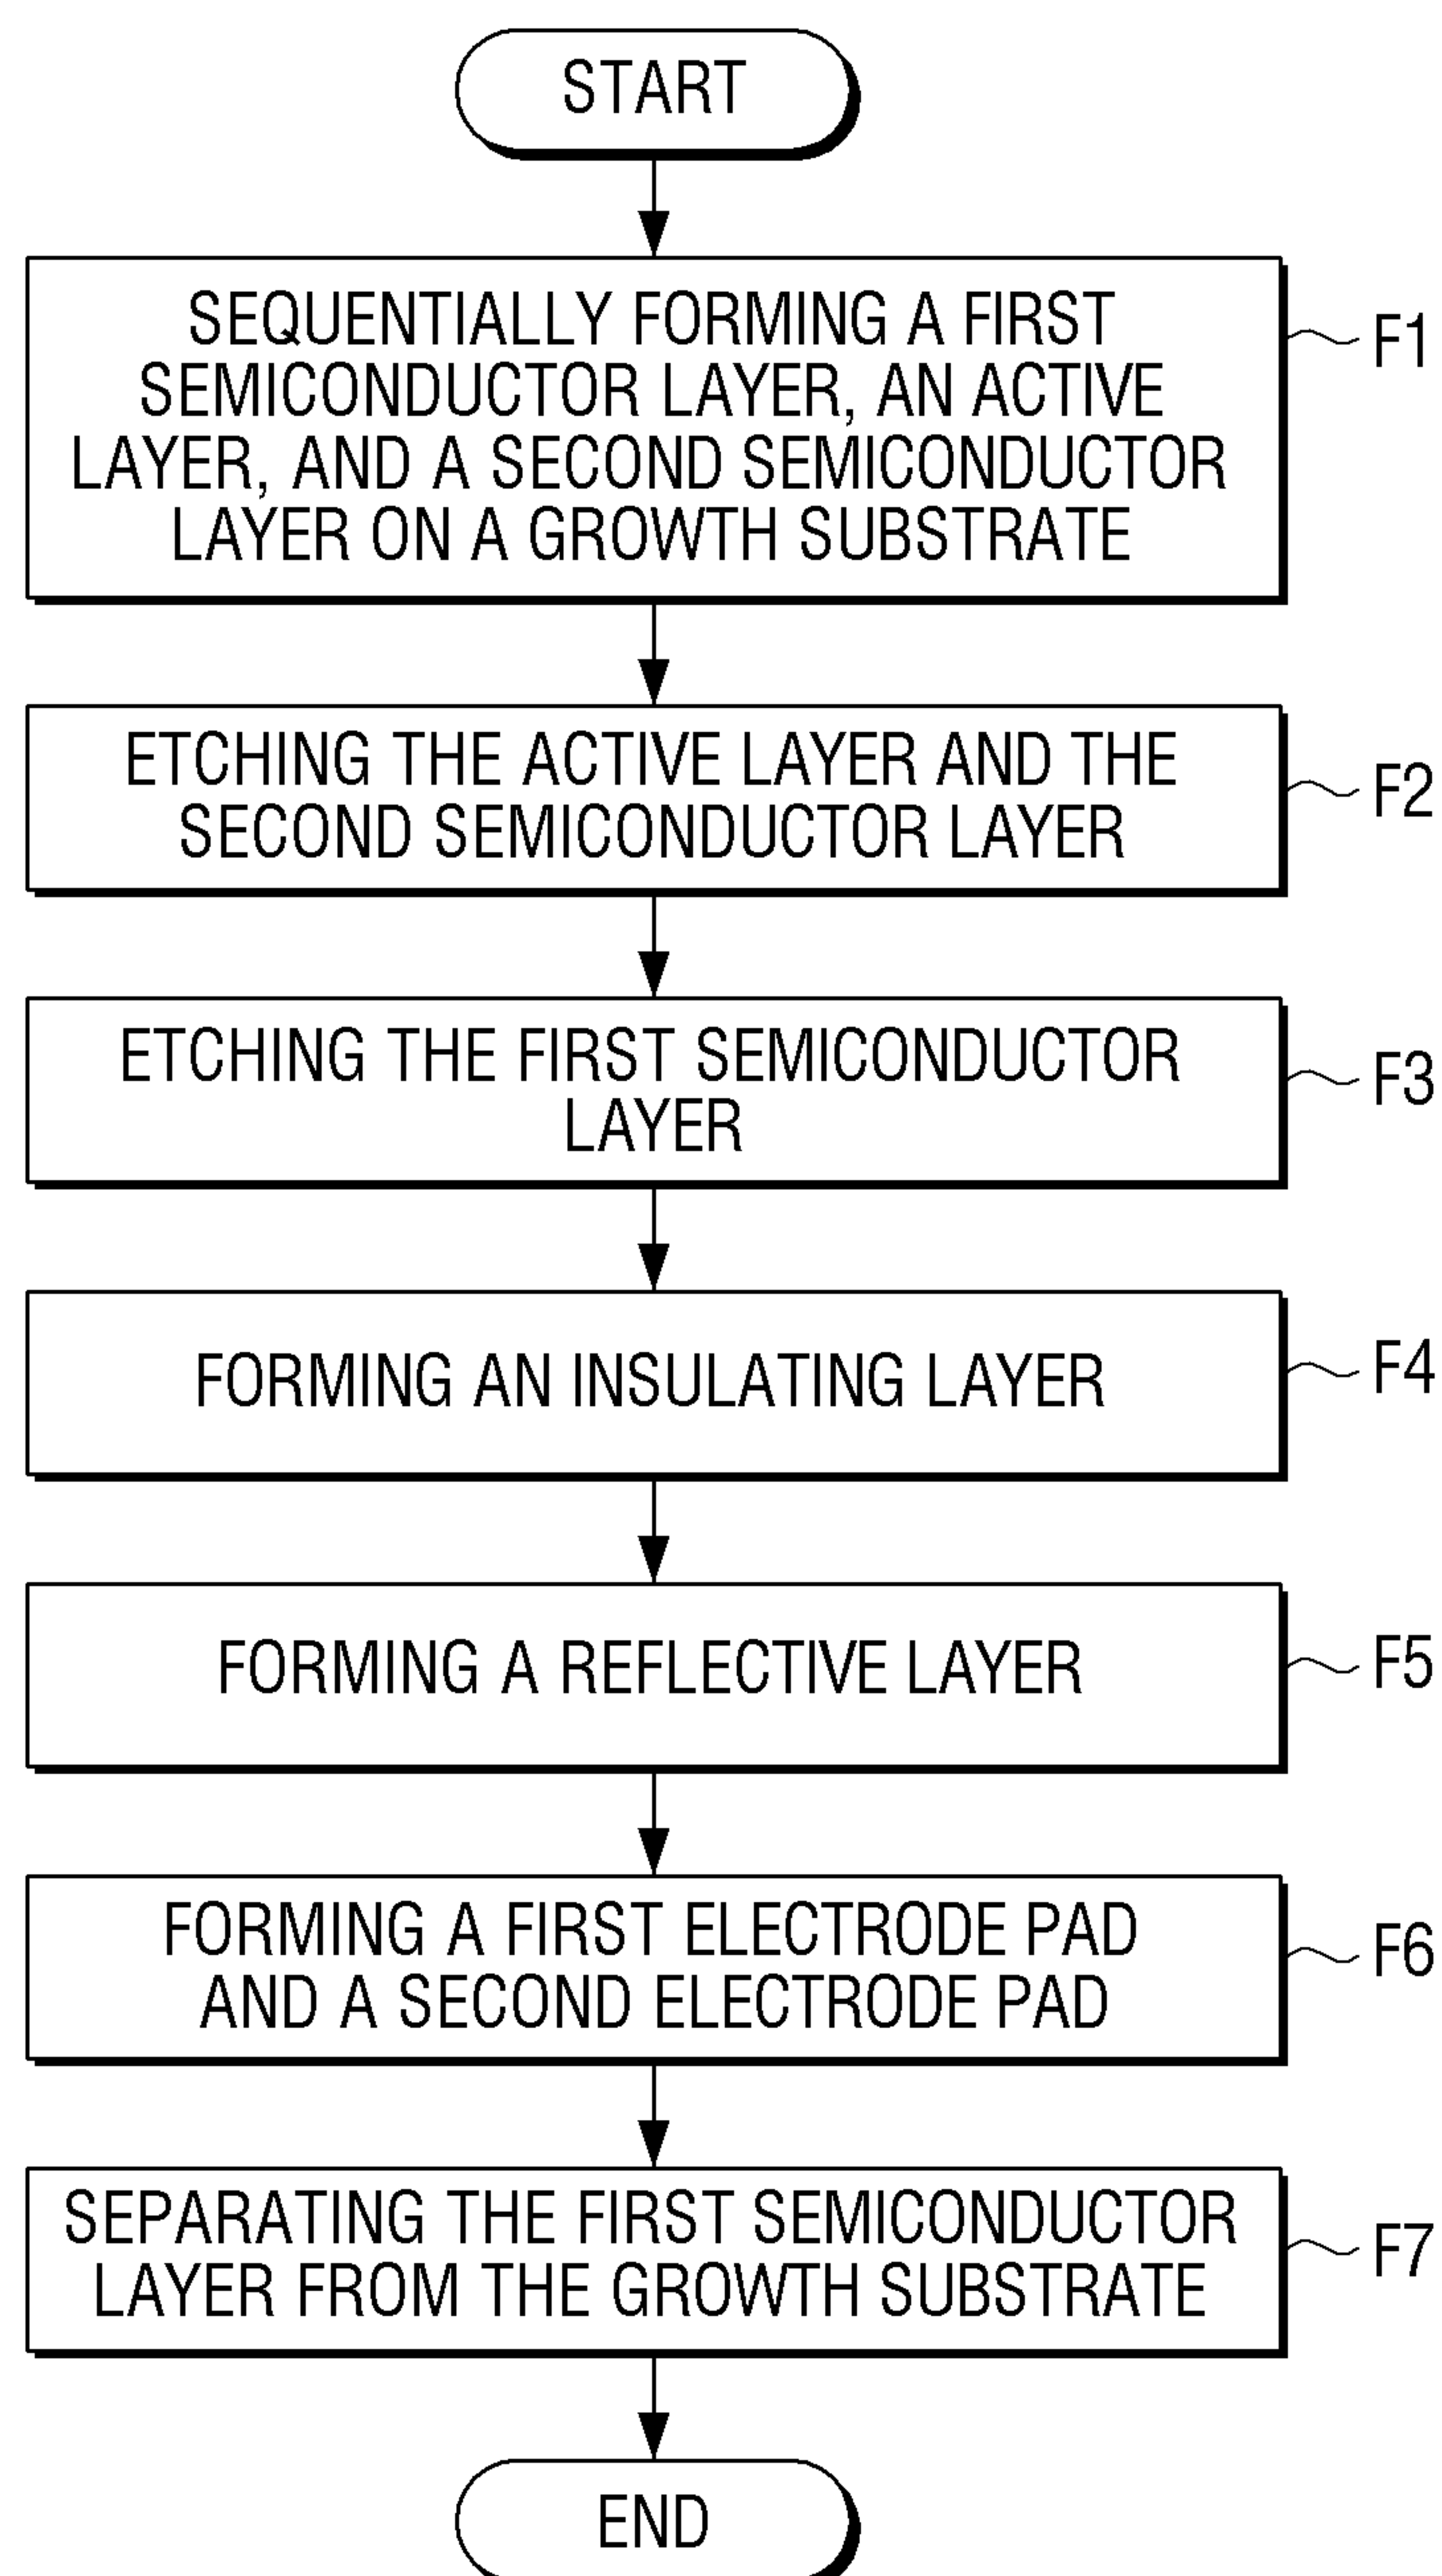 START
SEQUENTIALLY FORMING A FIRST
SEMICONDUCTOR LAYER, AN ACTIVE
LAYER, AND A SECOND SEMICONDUCTOR
LAYER ON A GROWTH SUBSTRATE
F1
ETCHING THE ACTIVE LAYER AND THE
SECOND SEMICONDUCTOR LAYER
F2
ETCHING THE FIRST SEMICONDUCTOR
LAYER
F3
FORMING AN INSULATING LAYER
F4
FORMING A REFLECTIVE LAYER
F5
FORMING A FIRST ELECTRODE PAD
AND A SECOND ELECTRODE PAD
F6
SEPARATING THE FIRST SEMICONDUCTOR
LAYER FROM THE GROWTH SUBSTRATE
F7
END